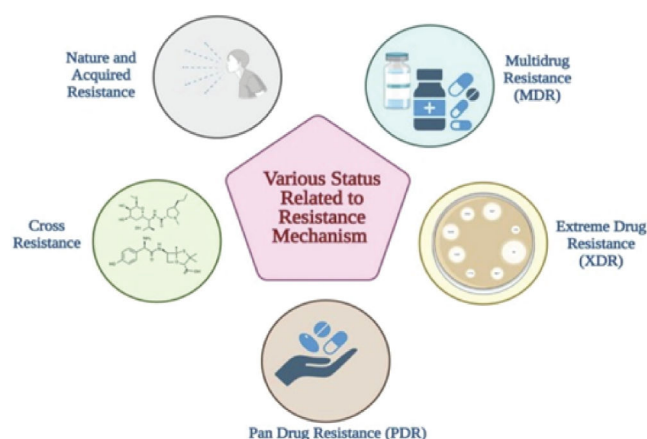 Nature and
Acquired
Resistance
Multidrug
Resistance
(MDR)
Various Status
Related to
Resistance
Mechanism
Cross
Resistance
Extreme Drug
Resistance
(XDR)
Pan Drug Resistance (PDR)